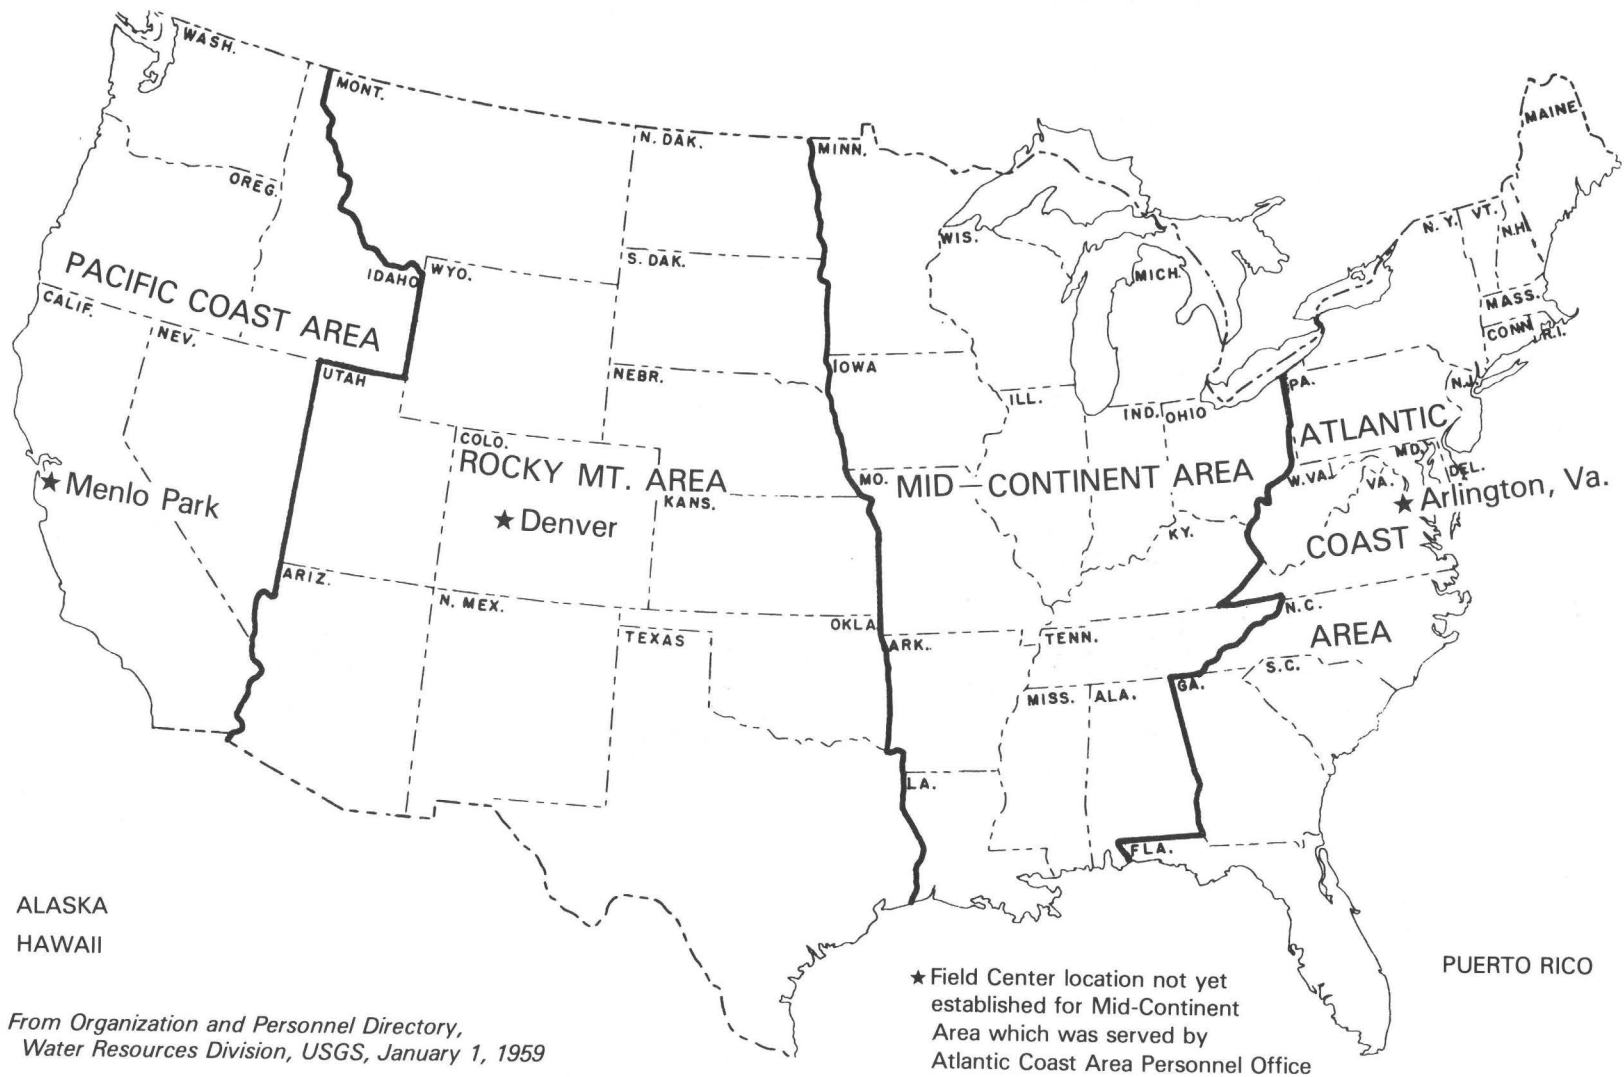 WASH.
MONT.
N. DAK.
MINN.
MAINE
OREG.
IDAHO
WYO.
S. DAK.
WIS.
MICH.
N. Y.
VT.
N.H.
PACIFIC COAST AREA
CALIF.
NEV.
UTAH
NEBR.
IOWA
ILL.
IND.
OHIO
PA.
N.J.
MASS.
CONN
R.I.
COLO.
ROCKY MT. AREA
KANS.
MO.
MID - CONTINENT AREA
W.VA.
VA.
MD.
DEL.
ATLANTIC
COAST
AREA
★ Menlo Park
★ Denver
★ Arlington, Va.
KY.
ARIZ.
N. MEX.
TEXAS
OKLA
ARK.
TENN.
N.C.
S.C.
MISS.
ALA.
GA.
LA.
FLA.
ALASKA
HAWAII
PUERTO RICO
★ Field Center location not yet
established for Mid-Continent
Area which was served by
Atlantic Coast Area Personnel Office
From Organization and Personnel Directory,
Water Resources Division, USGS, January 1, 1959